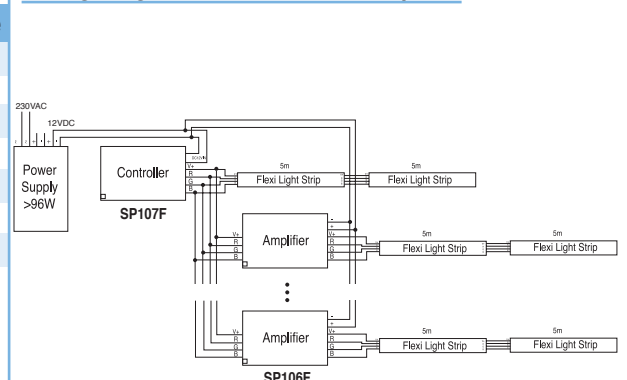 230VAC
12VDC
Power
Supply
>96W
Controller
SP107F
V+
R
G
B
5m
Flexi Light Strip
5m
Flexi Light Strip
V+
R
G
B
Amplifier
-
+
V+
R
G
B
5m
Flexi Light Strip
5m
Flexi Light Strip
V+
R
G
B
Amplifier
-
+
V+
R
G
B
5m
Flexi Light Strip
5m
Flexi Light Strip
SP106F